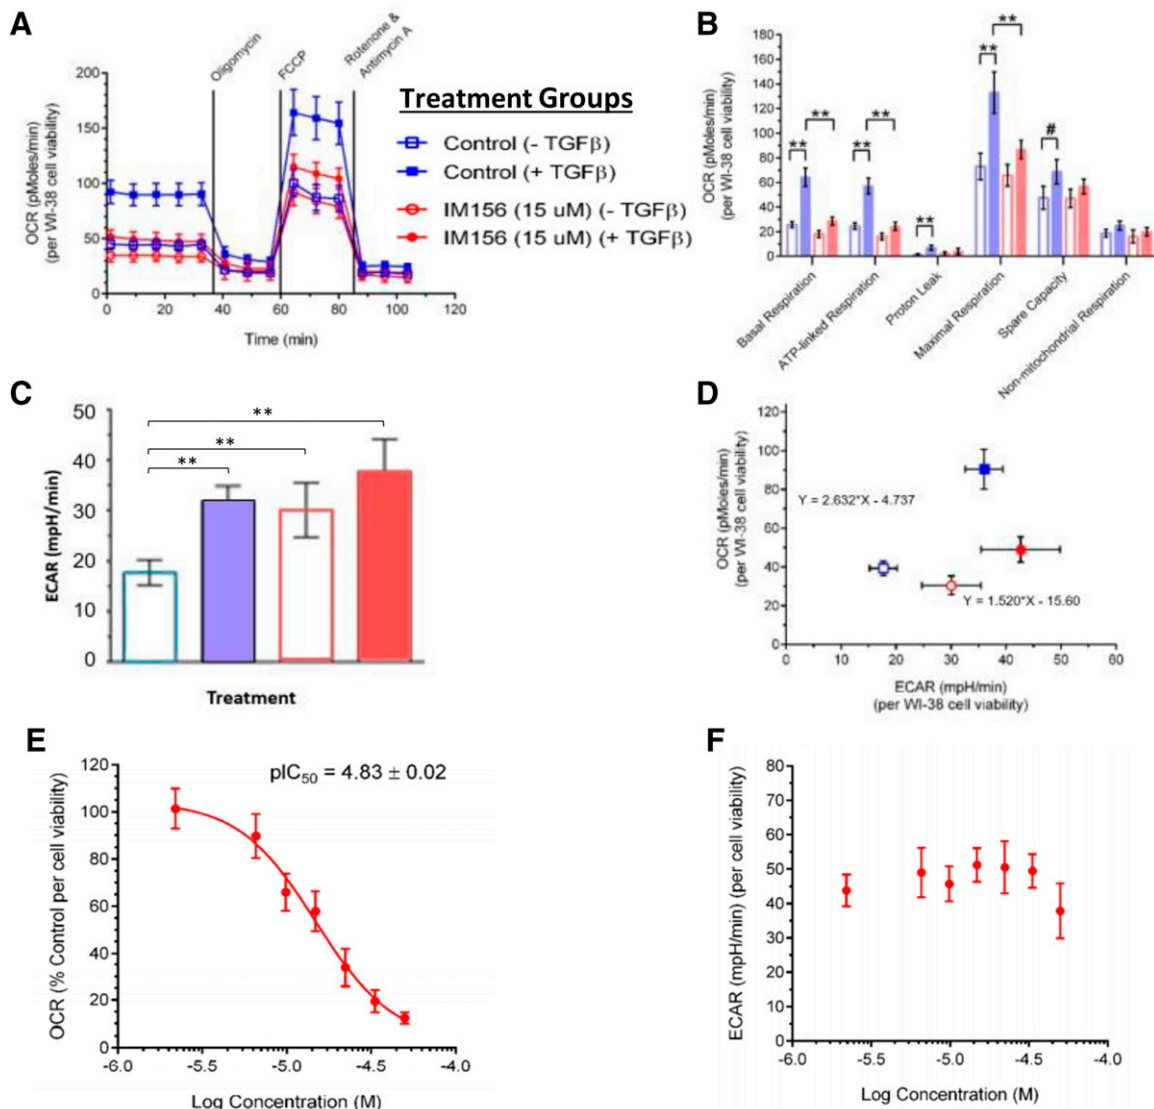 A
Oligomycin
FCCP
Rotenone &
Antimycin A
OCR (pMoles/min)
(per WI-38 cell viability)
200
150
100
50
0
0
20
40
60
80
100
120
Time (min)
Treatment Groups
Control (- TGFβ)
Control (+ TGFβ)
IM156 (15 uM) (- TGFβ)
IM156 (15 uM) (+ TGFβ)
B
OCR (pMoles/min)
(per WI-38 cell viability)
180
160
140
120
100
80
60
40
20
0
**
**
**
**
**
**
**
#
Basal Respiration
ATP-linked Respiration
Proton Leak
Maximal Respiration
Spare Capacity
Non-mitochondrial Respiration
C
ECAR (mpH/min)
50
40
30
20
10
0
**
**
**
Treatment
D
OCR (pMoles/min)
(per WI-38 cell viability)
120
100
80
60
40
20
0
Y = 2.632*X - 4.737
Y = 1.520*X - 15.60
0
10
20
30
40
50
60
ECAR (mpH/min)
(per WI-38 cell viability)
E
OCR (% Control per cell viability)
120
100
80
60
40
20
0
pIC50 = 4.83 ± 0.02
-6.0
-5.5
-5.0
-4.5
-4.0
Log Concentration (M)
F
ECAR (mpH/min) (per cell viability)
80
70
60
50
40
30
20
10
0
-6.0
-5.5
-5.0
-4.5
-4.0
Log Concentration (M)